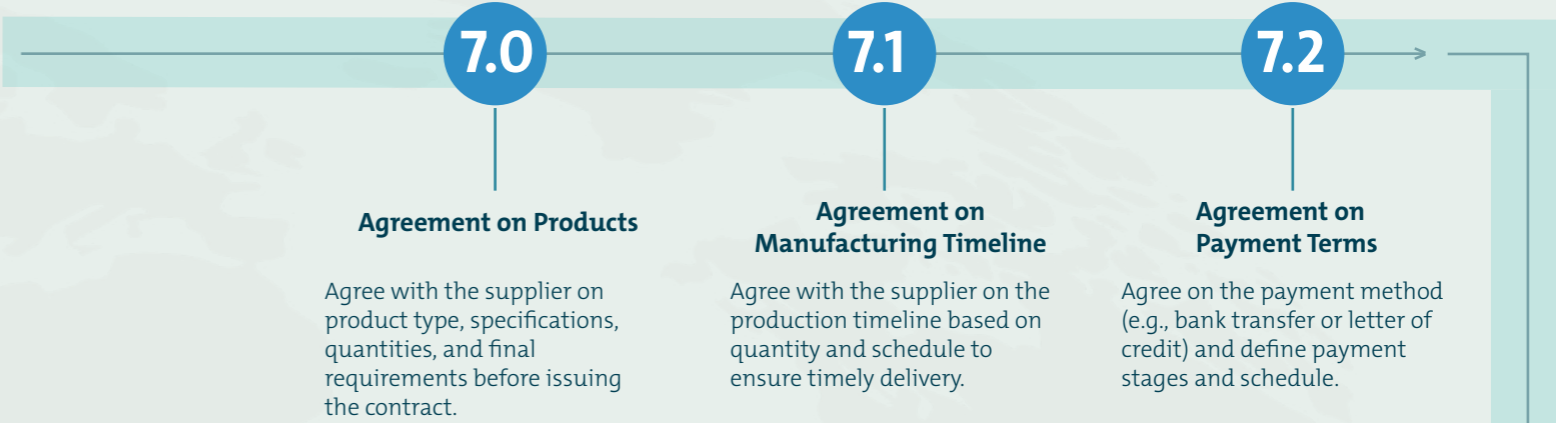 7.0
7.1
7.2
Agreement on Products
Agree with the supplier on
product type, specifications,
quantities, and final
requirements before issuing
the contract.
Agreement on
Manufacturing Timeline
Agree with the supplier on the
production timeline based on
quantity and schedule to
ensure timely delivery.
Agreement on
Payment Terms
Agree on the payment method
(e.g., bank transfer or letter of
credit) and define payment
stages and schedule.